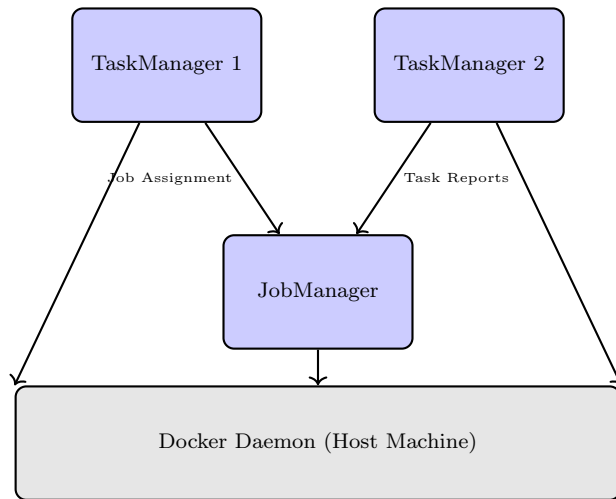 TaskManager 1
TaskManager 2
Job Assignment
Task Reports
JobManager
Docker Daemon (Host Machine)